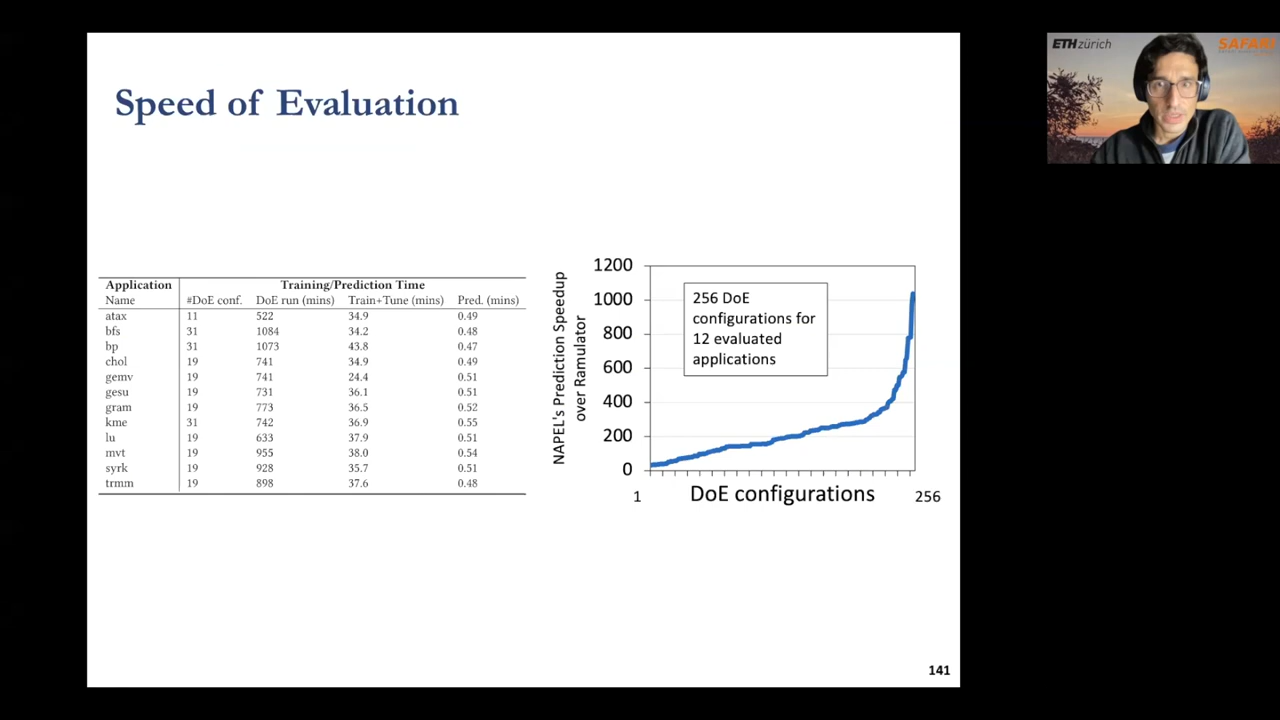 Speed of Evaluation
Application Training/Prediction Time
Name #DoE conf. DoE run (mins) Train+Tune (mins) Pred. (mins)
atax 11 522 34.9 0.49
bfs 31 1084 34.2 0.48
bp 31 1073 43.8 0.47
chol 19 741 34.9 0.49
gemv 19 741 24.4 0.51
gesu 19 731 36.1 0.51
gram 19 773 36.5 0.52
kme 31 742 36.9 0.55
lu 19 633 37.9 0.51
mvt 19 955 38.0 0.54
syrk 19 928 35.7 0.51
trmm 19 898 37.6 0.48
NAPEL's Prediction Speedup
over Ramulator
1200
1000
800
600
400
200
0
256 DoE
configurations for
12 evaluated
applications
1 DoE configurations 256
141
ETH zürich SAFARI